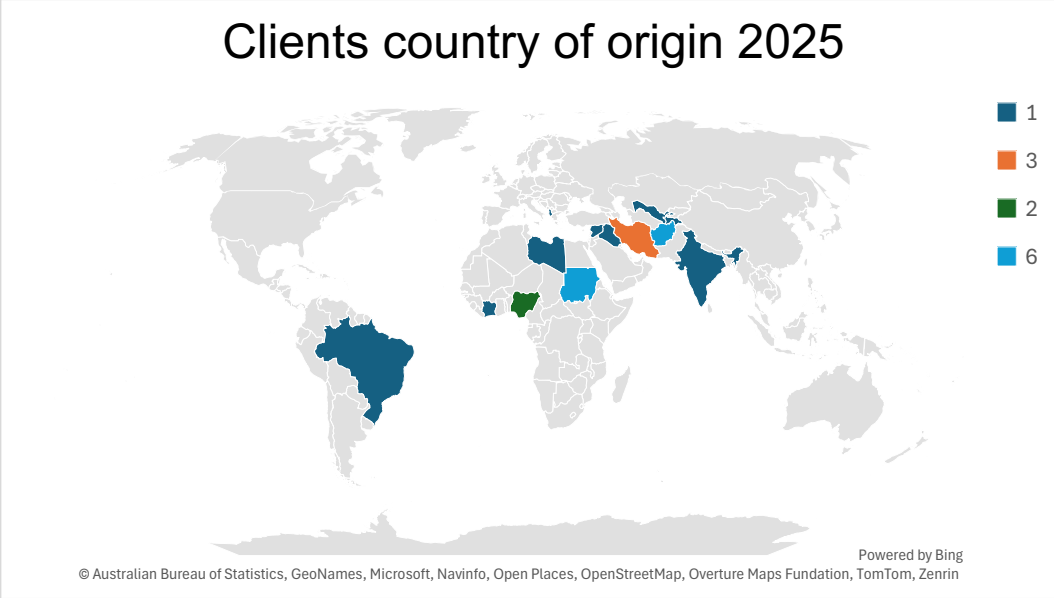 Clients country of origin 2025
1
3
2
6
Powered by Bing
© Australian Bureau of Statistics, GeoNames, Microsoft, Navinfo, Open Places, OpenStreetMap, Overture Maps Fundation, TomTom, Zenrin